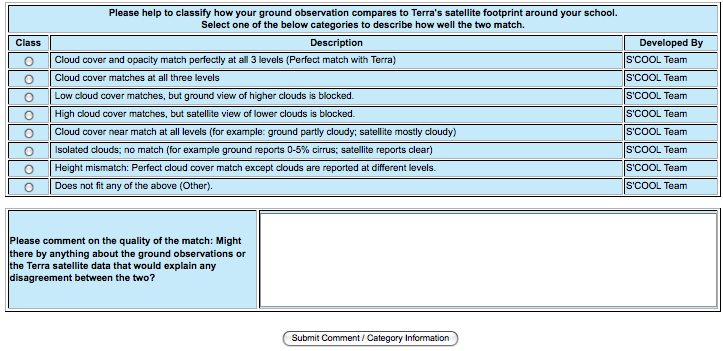 Please help to classify how your ground observation compares to Terra's satellite footprint around your school.
Select one of the below categories to describe how well the two match.
Class Description Developed By
Cloud cover and opacity match perfectly at all 3 levels (Perfect match with Terra) S'COOL Team
Cloud cover matches at all three levels S'COOL Team
Low cloud cover matches, but ground view of higher clouds is blocked. S'COOL Team
High cloud cover matches, but satellite view of lower clouds is blocked. S'COOL Team
Cloud cover near match at all levels (for example: ground partly cloudy; satellite mostly cloudy) S'COOL Team
Isolated clouds; no match (for example ground reports 0-5% cirrus; satellite reports clear) S'COOL Team
Height mismatch: Perfect cloud cover match except clouds are reported at different levels. S'COOL Team
Does not fit any of the above (Other). S'COOL Team
Please comment on the quality of the match: Might
there by anything about the ground observations or
the Terra satellite data that would explain any
disagreement between the two?
Submit Comment / Category Information